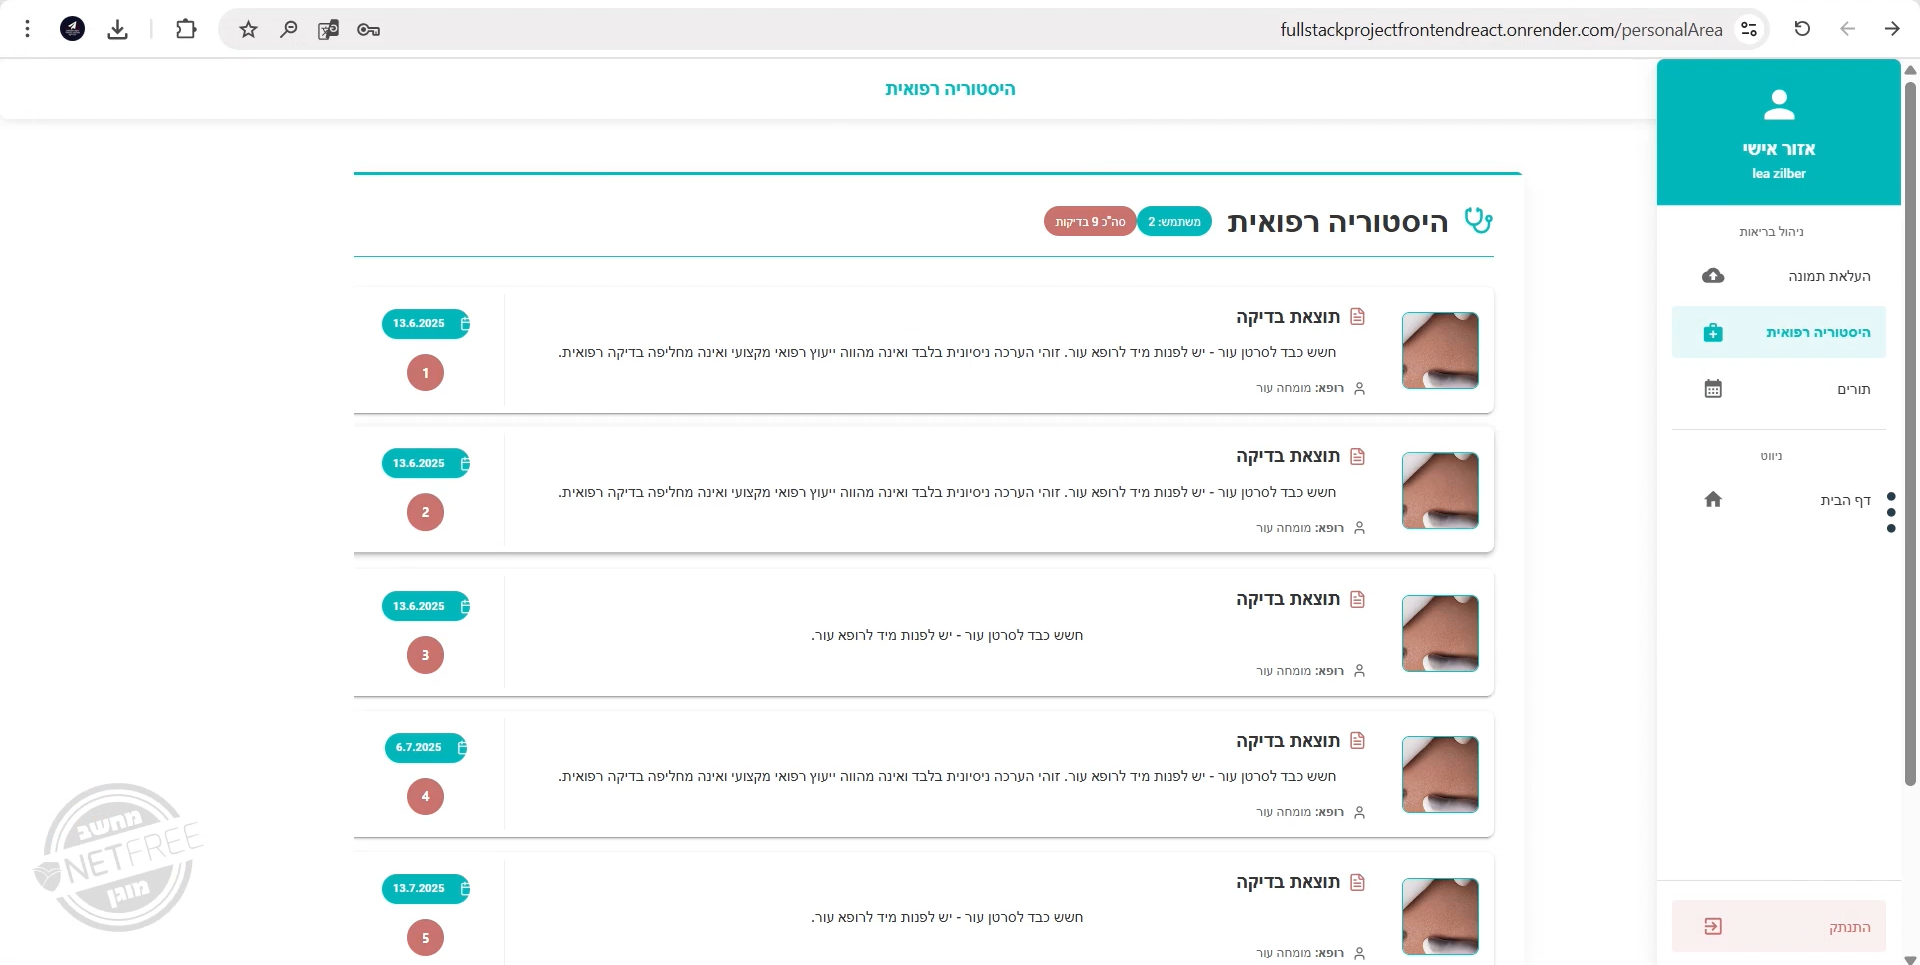 fullstackprojectfrontendreact.onrender.com/personalArea
היסטוריה רפואית
אזור אישי
lea zilber
ניהול בריאות
העלאת תמונה
היסטוריה רפואית
תורים
ניווט
דף הבית
התנתק
היסטוריה רפואית
משתמש: 2
סה"כ 9 בדיקות
תוצאת בדיקה
חשש כבד לסרטן עור - יש לפנות מיד לרופא עור. זוהי הערכה ניסיונית בלבד ואינה מהווה ייעוץ רפואי מקצועי ואינה מחליפה בדיקה רפואית.
רופא: מומחה עור
13.6.2025
1
תוצאת בדיקה
חשש כבד לסרטן עור - יש לפנות מיד לרופא עור. זוהי הערכה ניסיונית בלבד ואינה מהווה ייעוץ רפואי מקצועי ואינה מחליפה בדיקה רפואית.
רופא: מומחה עור
13.6.2025
2
תוצאת בדיקה
חשש כבד לסרטן עור - יש לפנות מיד לרופא עור.
רופא: מומחה עור
13.6.2025
3
תוצאת בדיקה
חשש כבד לסרטן עור - יש לפנות מיד לרופא עור. זוהי הערכה ניסיונית בלבד ואינה מהווה ייעוץ רפואי מקצועי ואינה מחליפה בדיקה רפואית.
רופא: מומחה עור
6.7.2025
4
תוצאת בדיקה
חשש כבד לסרטן עור - יש לפנות מיד לרופא עור.
רופא: מומחה עור
13.7.2025
5
מחשב
NETFREE
מוגן